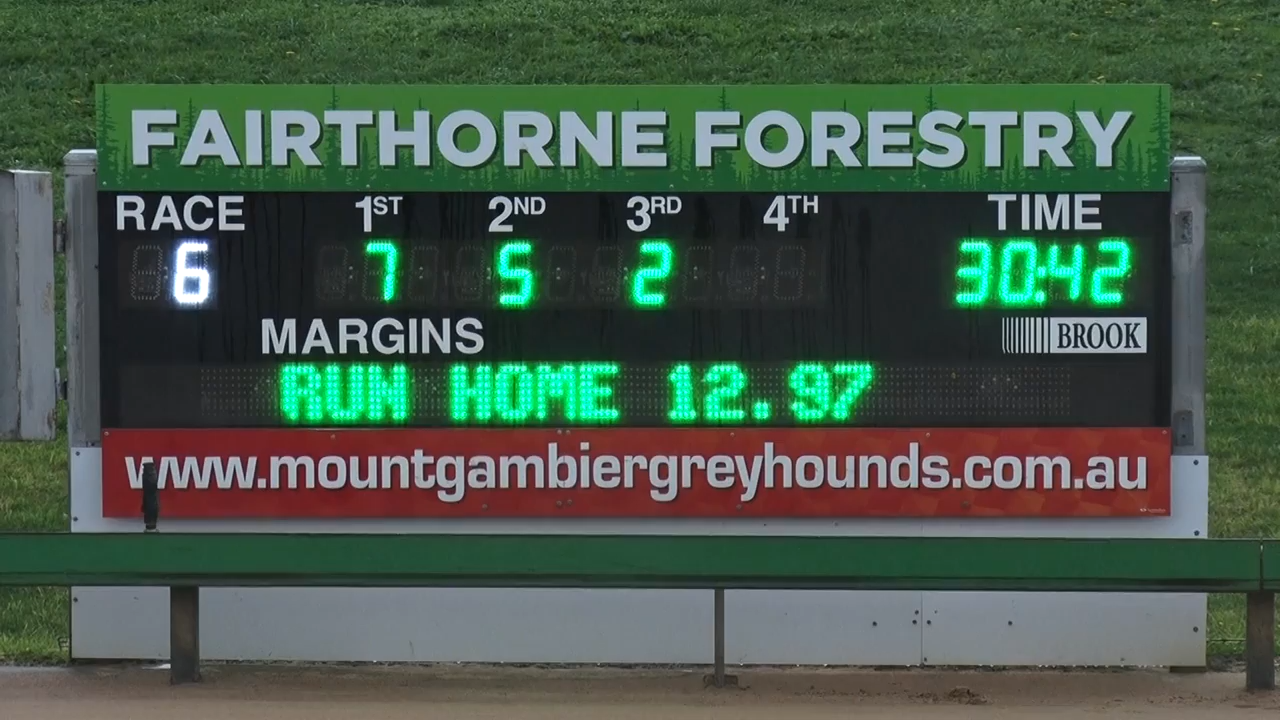 FAIRTHORNE FORESTRY
RACE 1ST 2ND 3RD 4TH TIME
6 7 5 2 30:42
MARGINS BROOK
RUN HOME 12.97
www.mountgambiergreyhounds.com.au